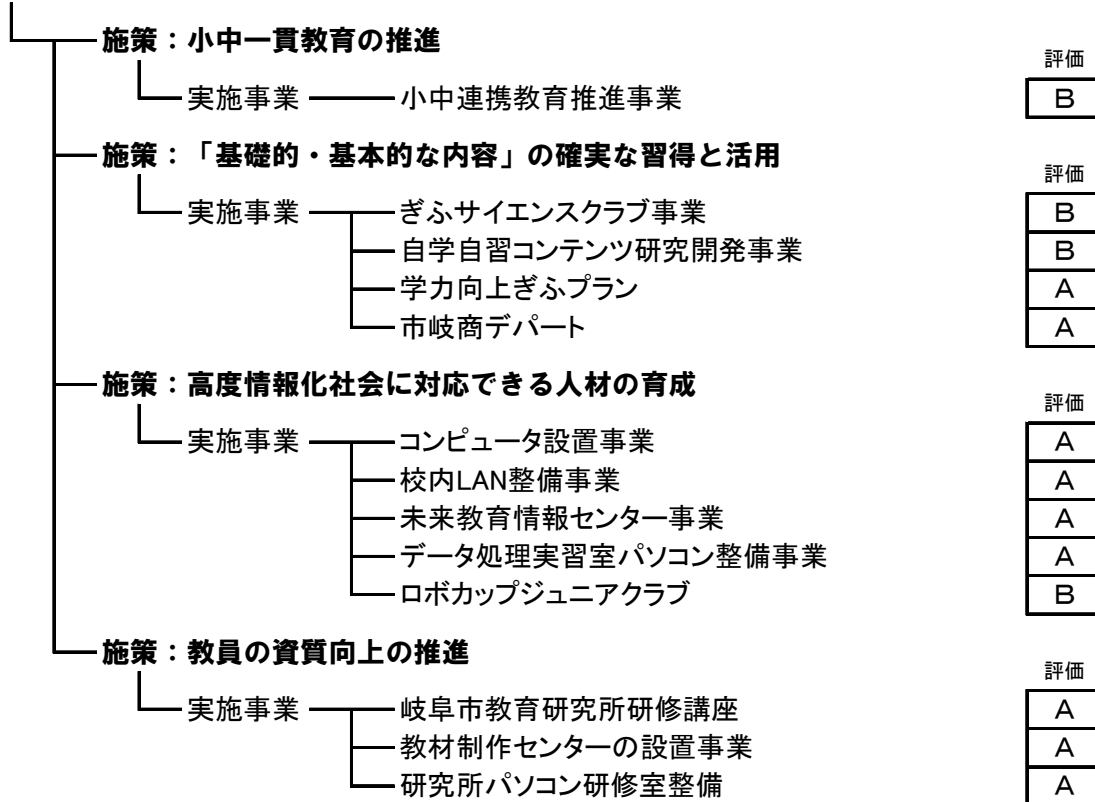 施策：小中一貫教育の推進
評価
実施事業 小中連携教育推進事業 B
施策：「基礎的・基本的な内容」の確実な習得と活用
評価
実施事業 ぎふサイエンスクラブ事業 B
自学自習コンテンツ研究開発事業 B
学力向上ぎふプラン A
市岐商デパート A
施策：高度情報化社会に対応できる人材の育成
評価
実施事業 コンピュータ設置事業 A
校内LAN整備事業 A
未来教育情報センター事業 A
データ処理実習室パソコン整備事業 A
ロボカップジュニアクラブ B
施策：教員の資質向上の推進
評価
実施事業 岐阜市教育研究所研修講座 A
教材制作センターの設置事業 A
研究所パソコン研修室整備 A